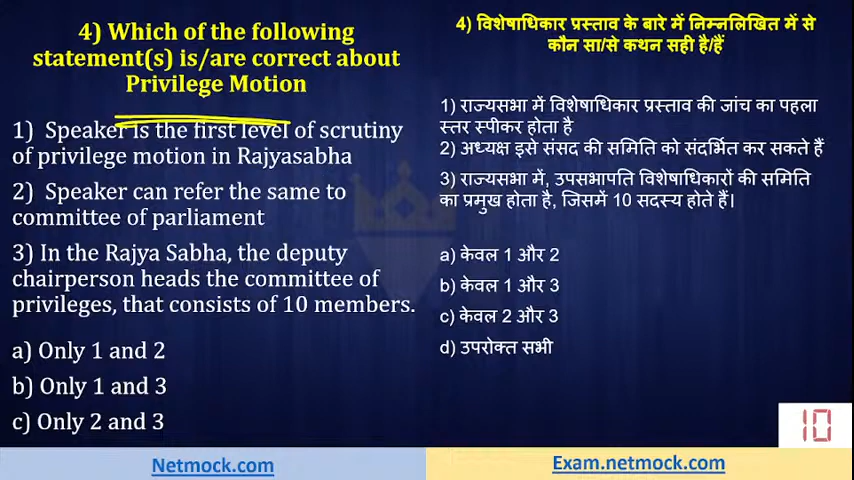 4) Which of the following
statement(s) is/are correct about
Privilege Motion
1) Speaker is the first level of scrutiny
of privilege motion in Rajyasabha
2) Speaker can refer the same to
committee of parliament
3) In the Rajya Sabha, the deputy
chairperson heads the committee of
privileges, that consists of 10 members.
a) Only 1 and 2
b) Only 1 and 3
c) Only 2 and 3
4) विशेषाधिकार प्रस्ताव के बारे में निम्नलिखित में से
कौन सा/से कथन सही है/हैं
1) राज्यसभा में विशेषाधिकार प्रस्ताव की जांच का पहला
स्तर स्पीकर होता है
2) अध्यक्ष इसे संसद की समिति को संदर्भित कर सकते हैं
3) राज्यसभा में, उपसभापति विशेषाधिकारों की समिति
का प्रमुख होता है, जिसमें 10 सदस्य होते हैं।
a) केवल 1 और 2
b) केवल 1 और 3
c) केवल 2 और 3
d) उपरोक्त सभी
10
Netmock.com
Exam.netmock.com